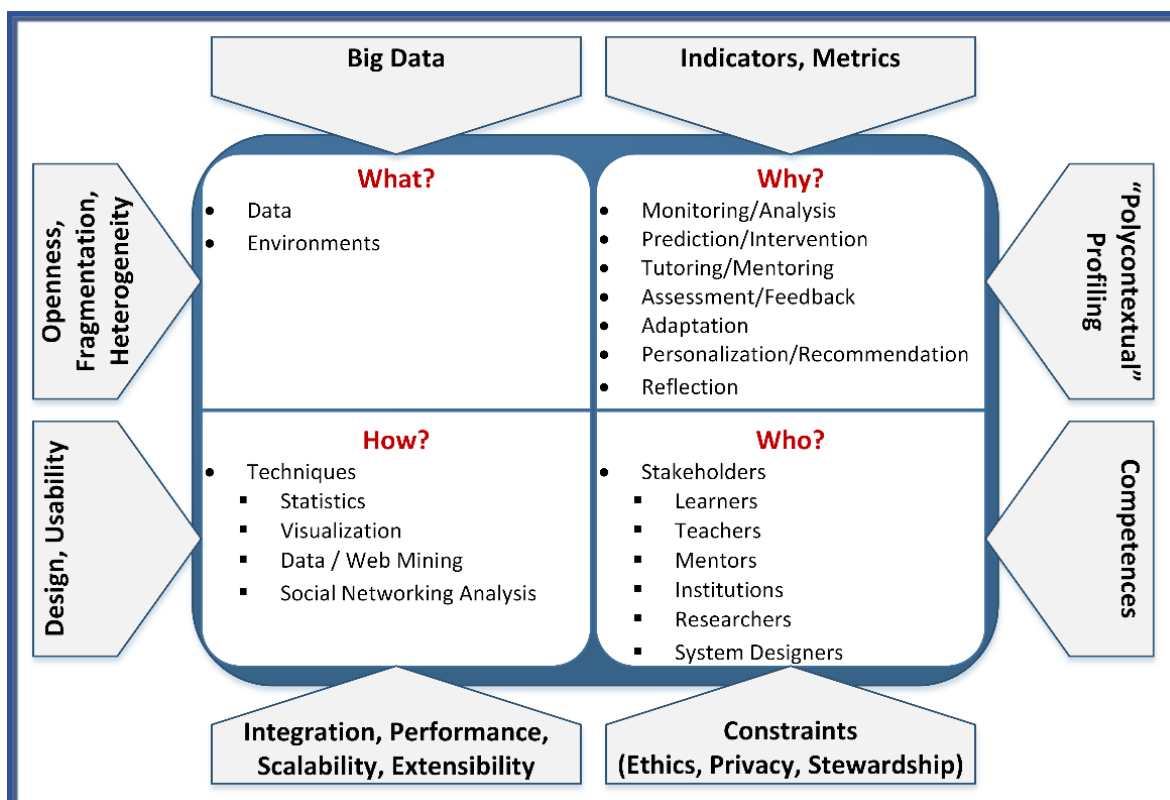 Big Data
Indicators, Metrics
Openness,
Fragmentation,
Heterogeneity
What?
• Data
• Environments
Why?
• Monitoring/Analysis
• Prediction/Intervention
• Tutoring/Mentoring
• Assessment/Feedback
• Adaptation
• Personalization/Recommendation
• Reflection
“Polycontextual”
Profiling
Design, Usability
How?
• Techniques
▪ Statistics
▪ Visualization
▪ Data / Web Mining
▪ Social Networking Analysis
Who?
• Stakeholders
▪ Learners
▪ Teachers
▪ Mentors
▪ Institutions
▪ Researchers
▪ System Designers
Competences
Integration, Performance,
Scalability, Extensibility
Constraints
(Ethics, Privacy, Stewardship)